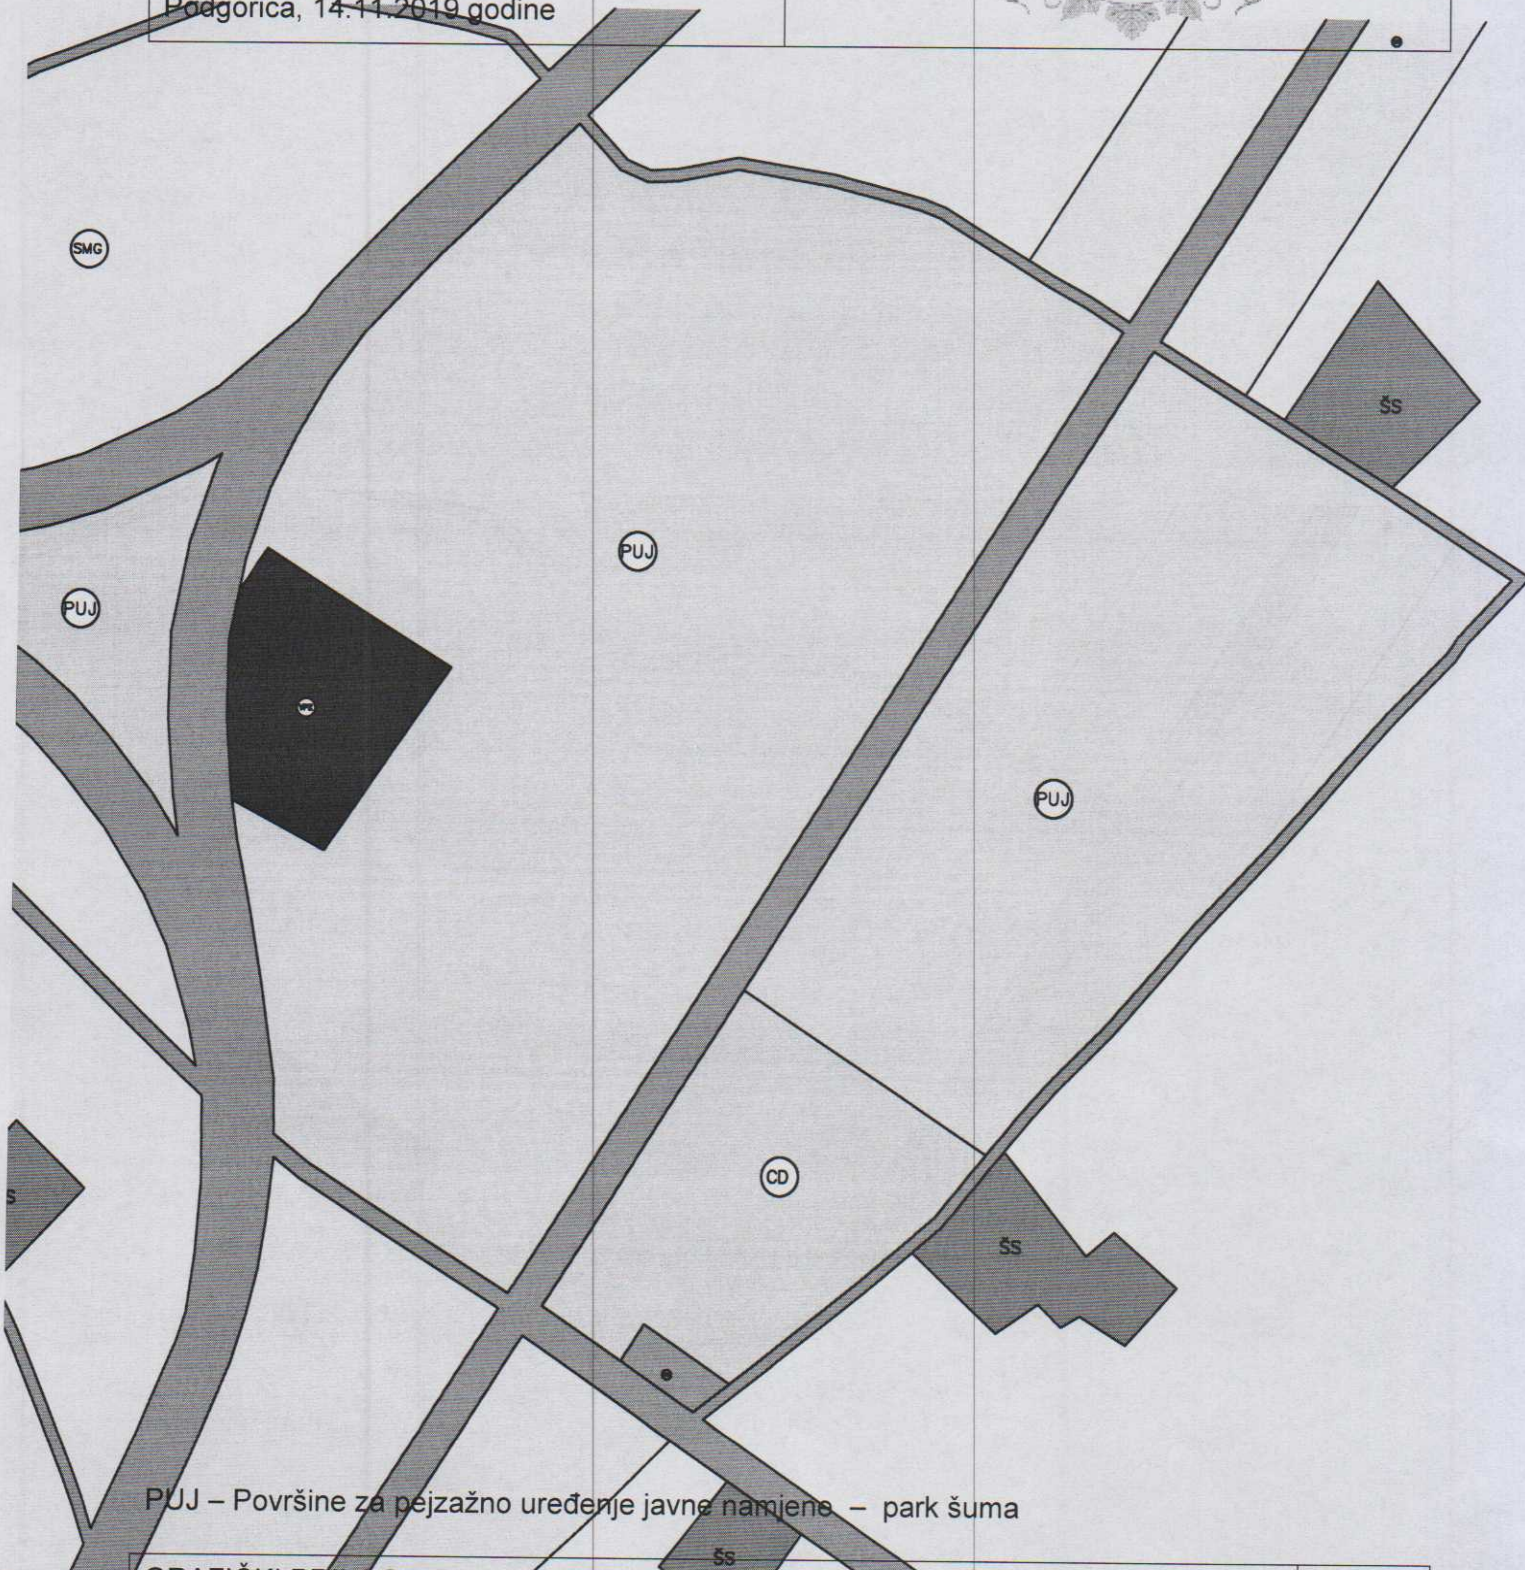 Podgorica, 14.11.2019 godine
SMG
ŠS
PUJ
PUJ
PUJ
CD
S
ŠS
PUJ – Površine za pejzažno uređenje javne namjene – park šuma
ŠS